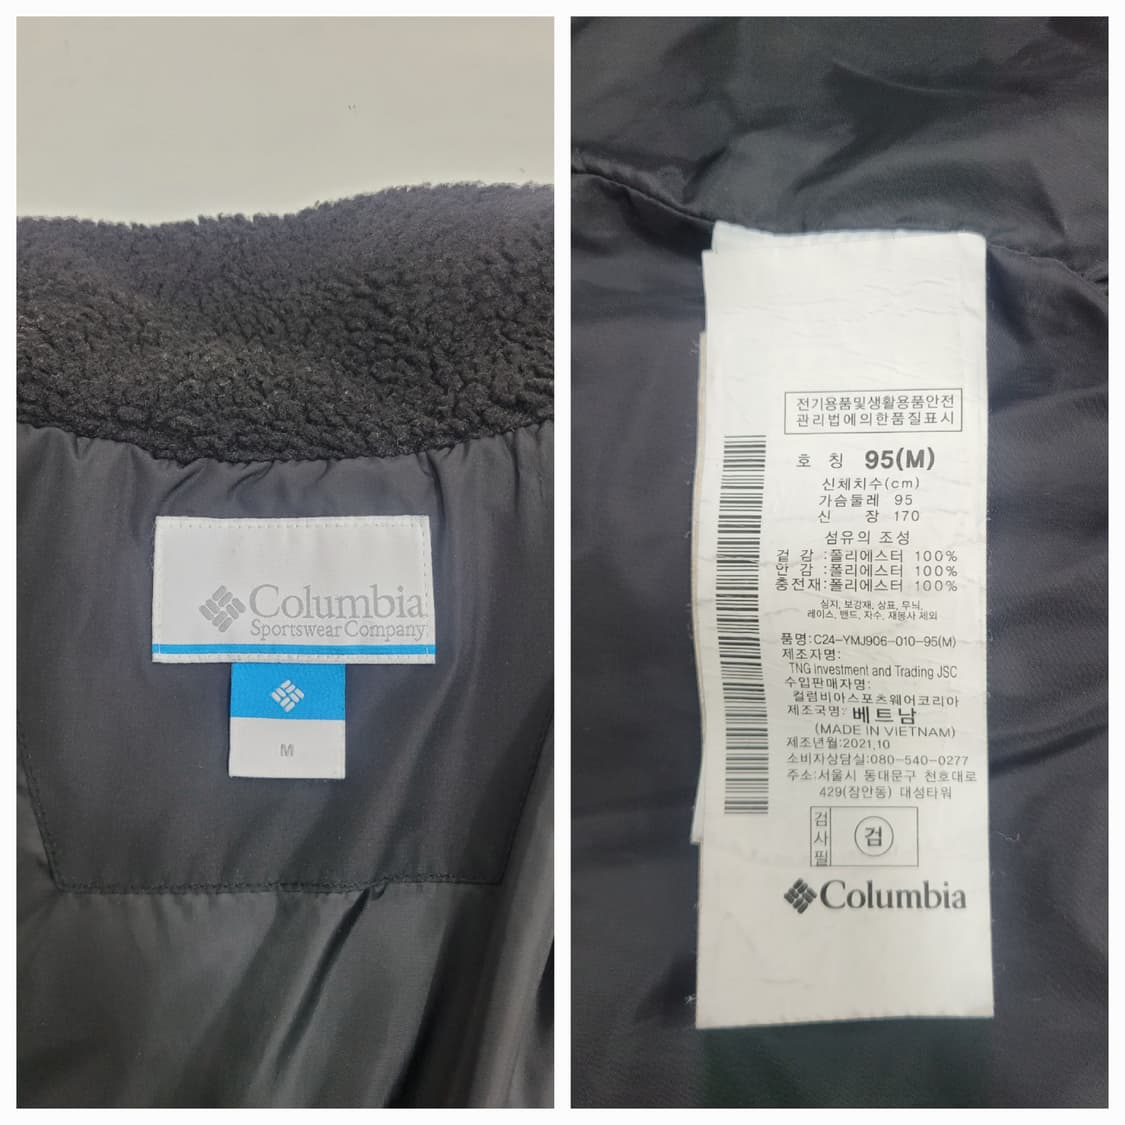 Columbia
Sportswear Company
M
전기용품및생활용품안전
관리법에의한품질표시
호 칭 95(M)
신체치수(cm)
가슴둘레 95
신 장 170
섬유의 조성
겉 감 :폴리에스터 100%
안 감 :폴리에스터 100%
충전재:폴리에스터 100%
심지, 보강재, 상표, 무늬,
레이스, 밴드, 자수, 재봉사 제외
품명:C24-YMJ906-010-95(M)
제조자명:
TNG Investment and Trading JSC
수입판매자명:
컬럼비아스포츠웨어코리아
제조국명: 베트남
(MADE IN VIETNAM)
제조년월:2021.10
소비자상담실:080-540-0277
주소:서울시 동대문구 천호대로
429(장안동) 대성타워
검사필
검
Columbia